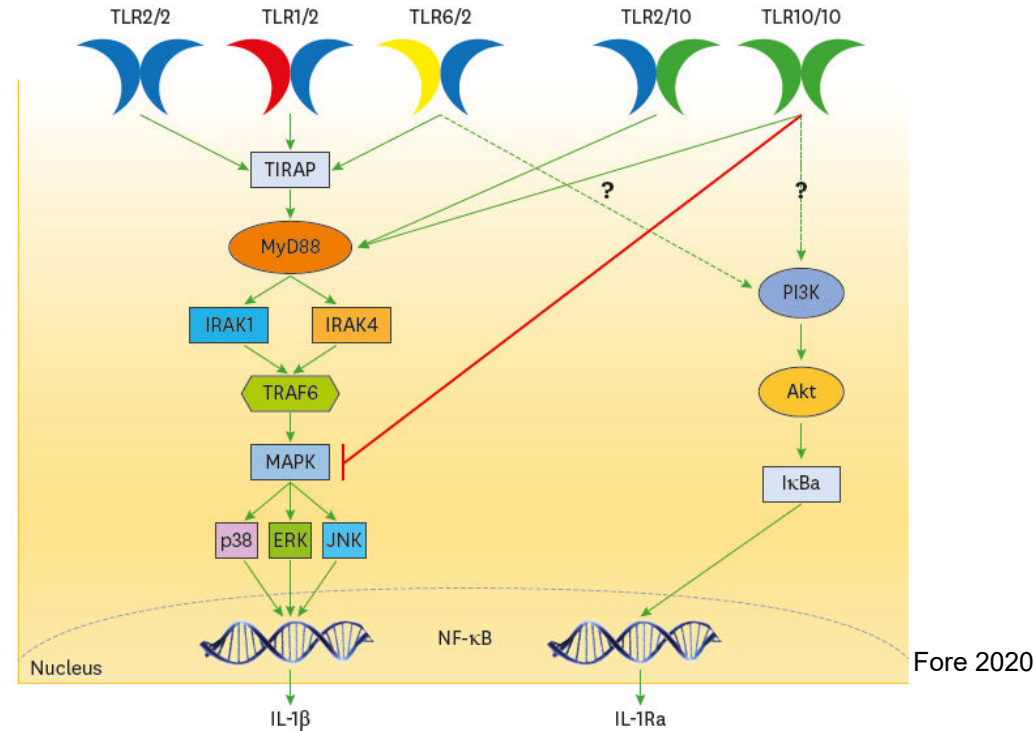 TLR2/2 TLR1/2 TLR6/2 TLR2/10 TLR10/10
TIRAP
? ?
MyD88
PI3K
IRAK1 IRAK4
TRAF6
Akt
MAPK
IκBa
p38 ERK JNK
NF-κB
Nucleus
Fore 2020
IL-1β IL-1Ra